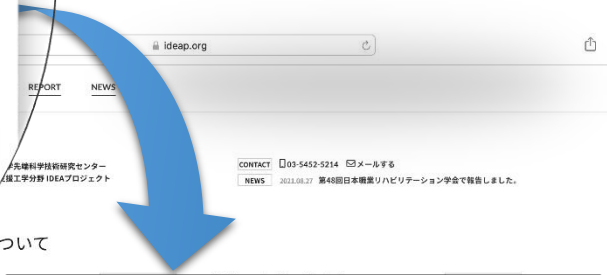 ideap.org
REPORT NEWS
先端科学技術研究センター
援工学分野 IDEAプロジェクト
CONTACT 03-5452-5214 メールする
NEWS 2021.08.27 第48回日本職業リハビリテーション学会で報告しました。
ついて